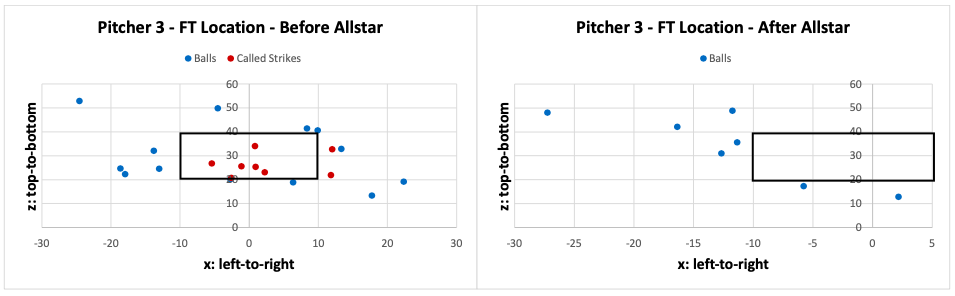 Pitcher 3 - FT Location - Before Allstar
Balls Called Strikes
z: top-to-bottom
60
50
40
30
20
10
0
-30 -20 -10 0 10 20 30
x: left-to-right
Pitcher 3 - FT Location - After Allstar
Balls
z: top-to-bottom
60
50
40
30
20
10
0
-30 -25 -20 -15 -10 -5 0 5
x: left-to-right